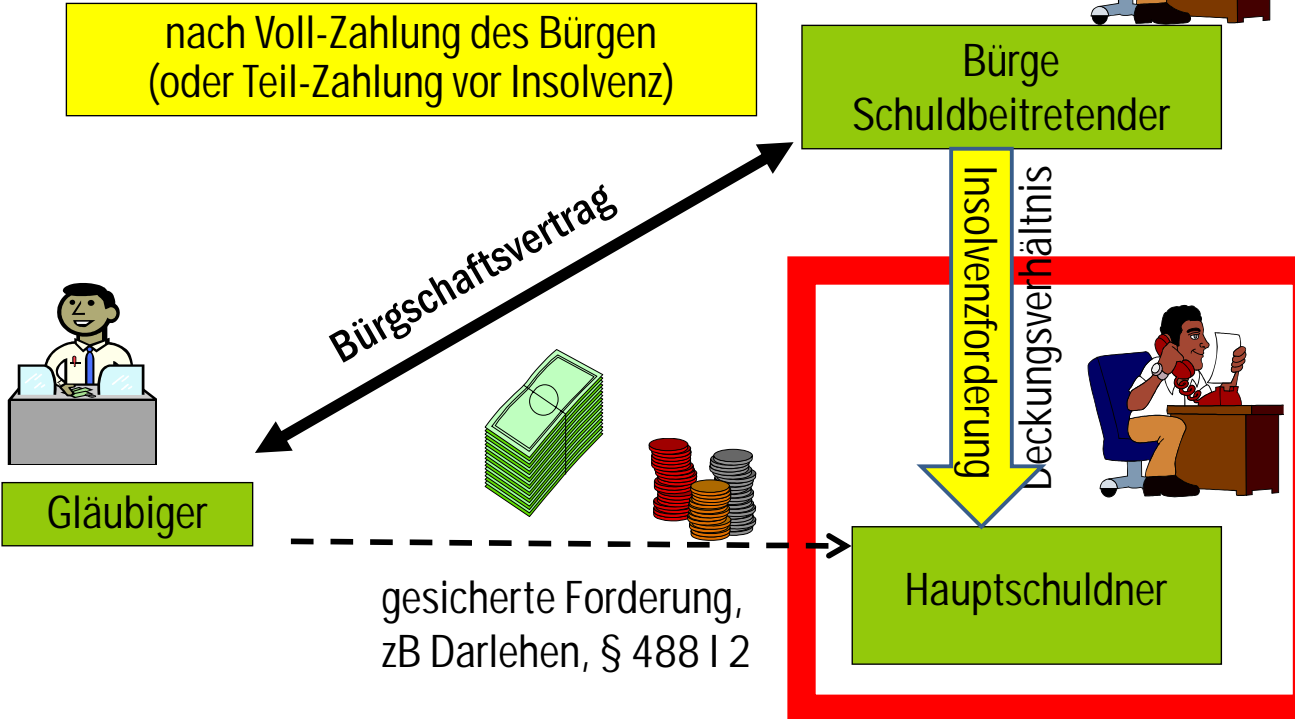 nach Voll-Zahlung des Bürgen
(oder Teil-Zahlung vor Insolvenz)
Bürge
Schuldbeitretender
Insolvenzforderung
Deckungsverhältnis
Bürgschaftsvertrag
Gläubiger
Hauptschuldner
gesicherte Forderung,
zB Darlehen, § 488 I 2